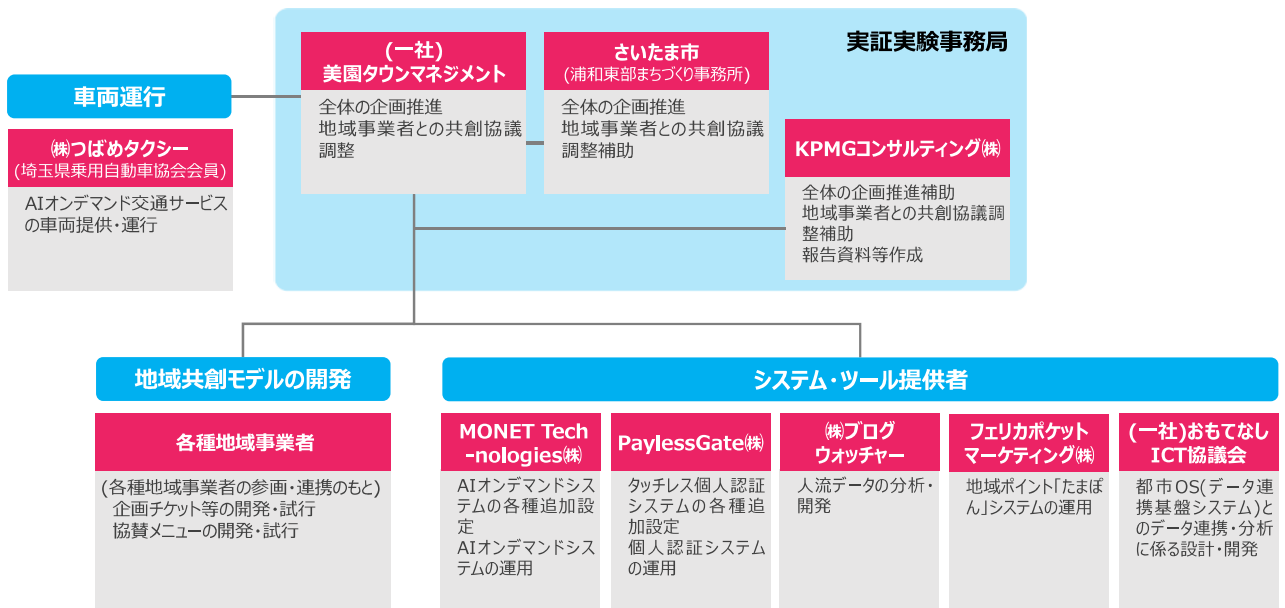 実証実験事務局
(一社)
美園タウンマネジメント
全体の企画推進
地域事業者との共創協議
調整
さいたま市
(浦和東部まちづくり事務所)
全体の企画推進
地域事業者との共創協議
調整補助
KPMGコンサルティング㈱
全体の企画推進補助
地域事業者との共創協議調
整補助
報告資料等作成
車両運行
㈱つばめタクシー
(埼玉県乗用自動車協会会員)
AIオンデマンド交通サービス
の車両提供・運行
地域共創モデルの開発
各種地域事業者
(各種地域事業者の参画・連携のもと)
企画チケット等の開発・試行
協賛メニューの開発・試行
システム・ツール提供者
MONET Tech
-nologies㈱
AIオンデマンドシス
テムの各種追加設
定
AIオンデマンドシス
テムの運用
PaylessGate㈱
タッチレス個人認証
システムの各種追
加設定
個人認証システム
の運用
㈱ブログ
ウォッチャー
人流データの分析・
開発
フェリカポケット
マーケティング㈱
地域ポイント「たまぽ
ん」システムの運用
(一社)おもてなし
ICT協議会
都市OS(データ連
携基盤システム)と
のデータ連携・分析
に係る設計・開発